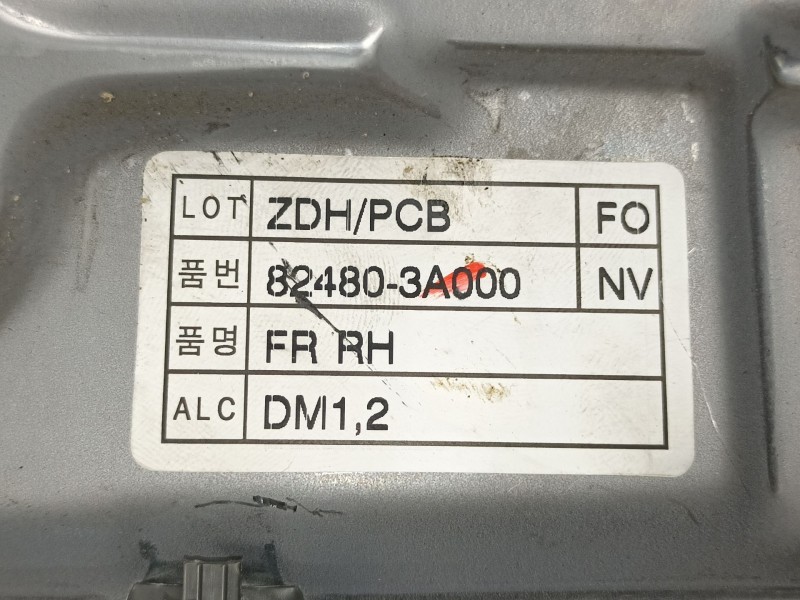 LOT ZDH/PCB FO
품번 82480-3A000 NV
품명 FR RH
ALC DM1,2